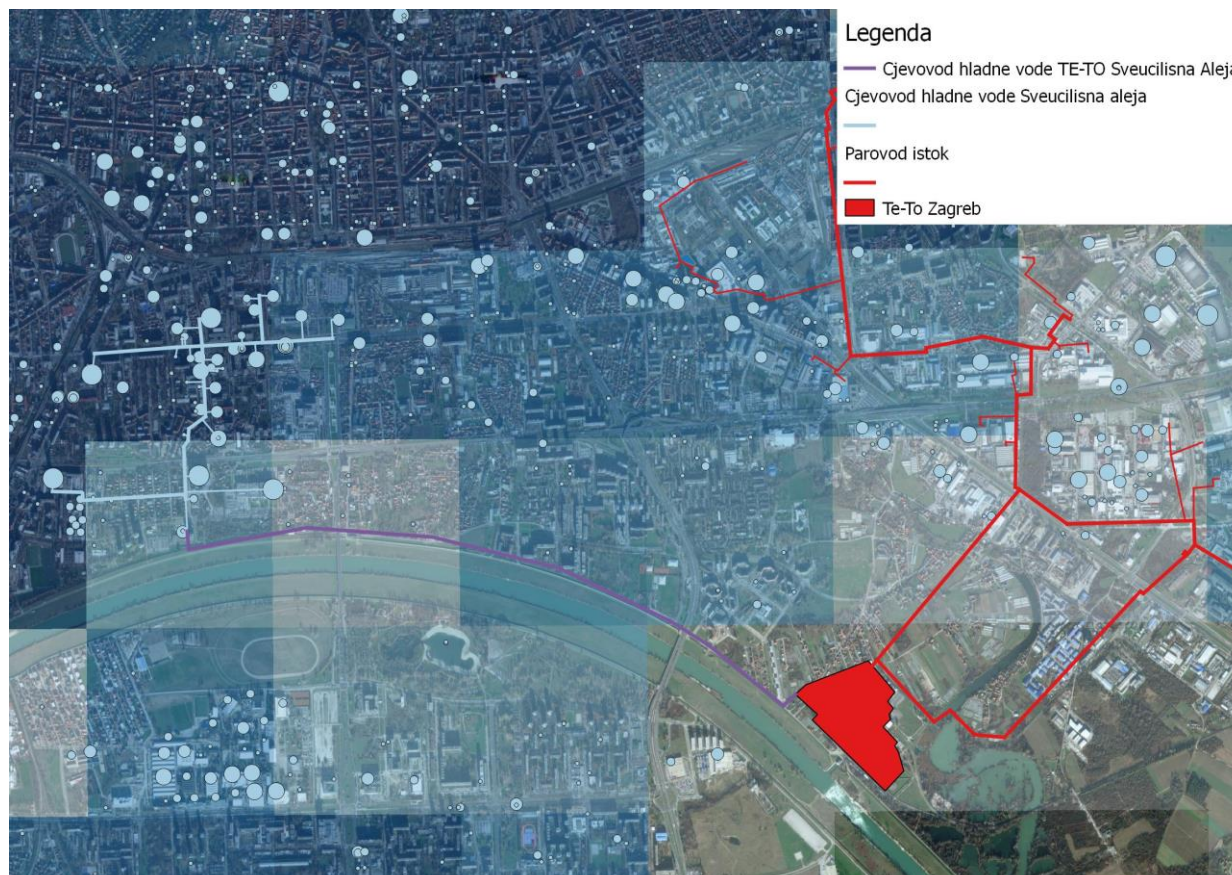 Legenda
Cjevovod hladne vode TE-TO Sveucilisna Aleja
Cjevovod hladne vode Sveucilisna aleja
Parovod istok
Te-To Zagreb